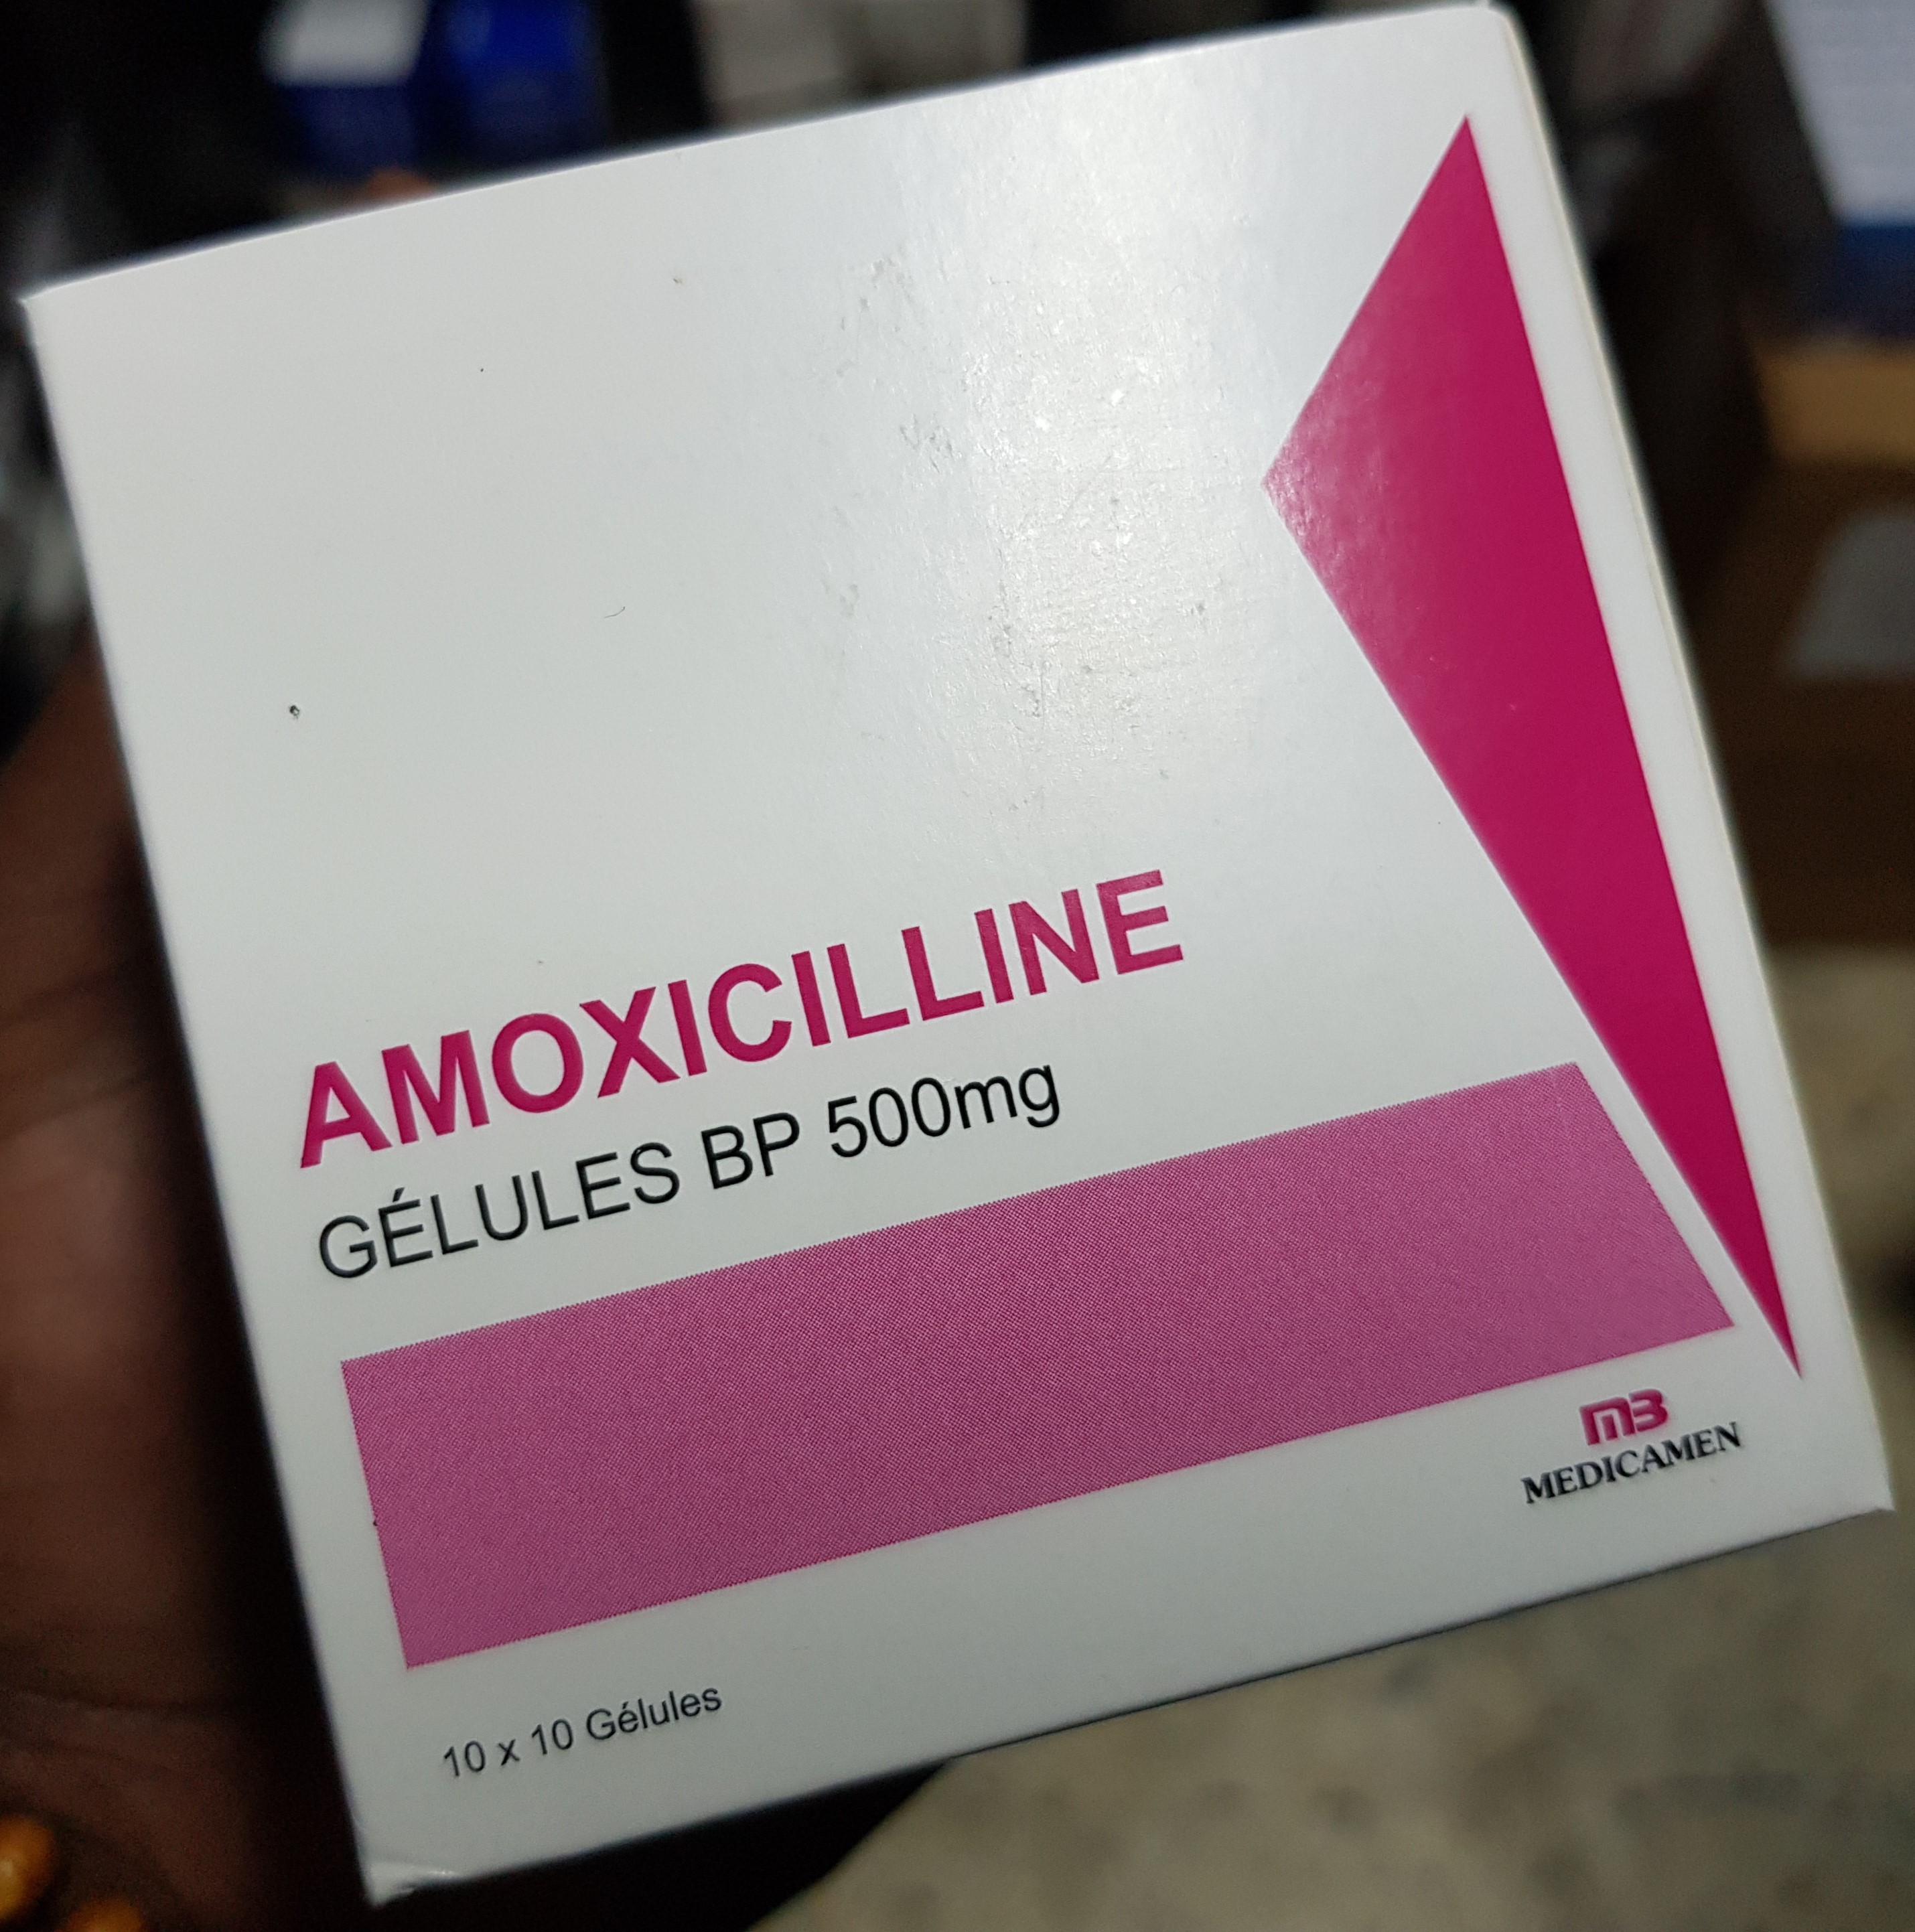 AMOXICILLINE
GÉLULES BP 500mg
MB
MEDICAMEN
10 x 10 Gélules